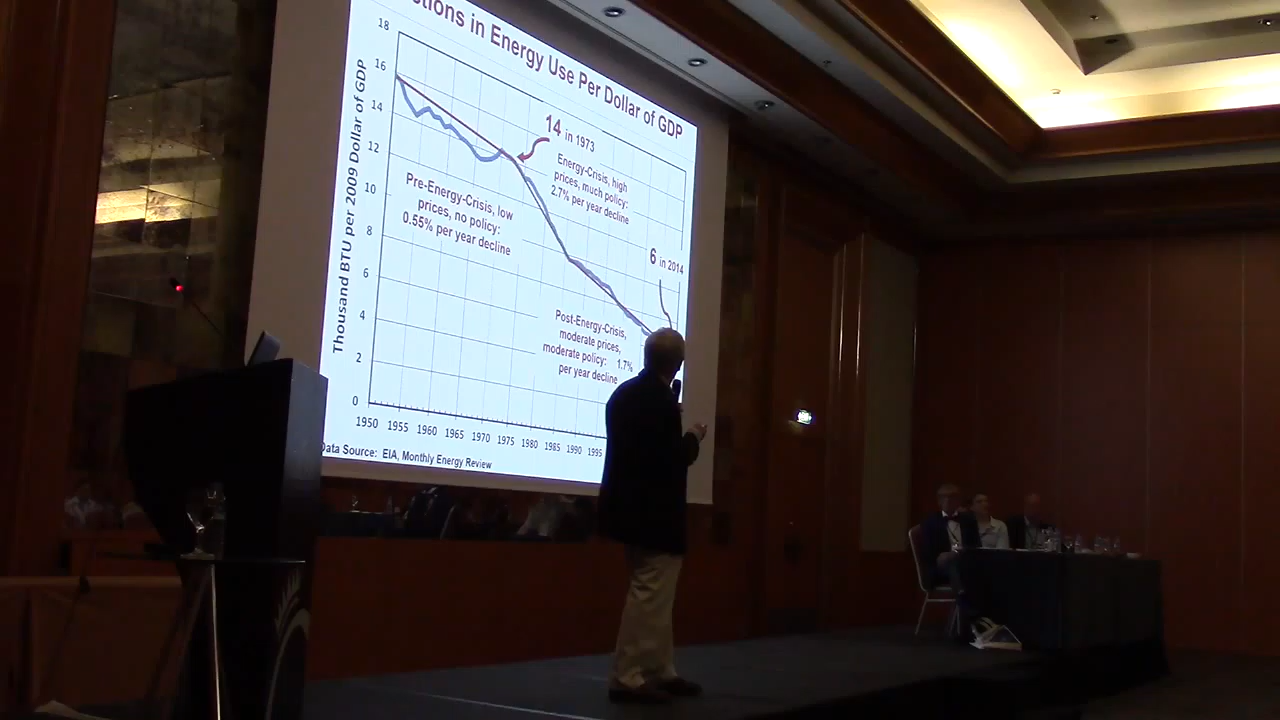 ctions in Energy Use Per Dollar of GDP
Thousand BTU per 2009 Dollar of GDP
18
16
14
12
10
8
6
4
2
0
14 in 1973
Energy-Crisis, high
prices, much policy:
2.7% per year decline
Pre-Energy-Crisis, low
prices, no policy:
0.55% per year decline
6 in 2014
Post-Energy-Crisis,
moderate prices,
moderate policy: 1.7%
per year decline
1950 1955 1960 1965 1970 1975 1980 1985 1990 1995
Data Source: EIA, Monthly Energy Review